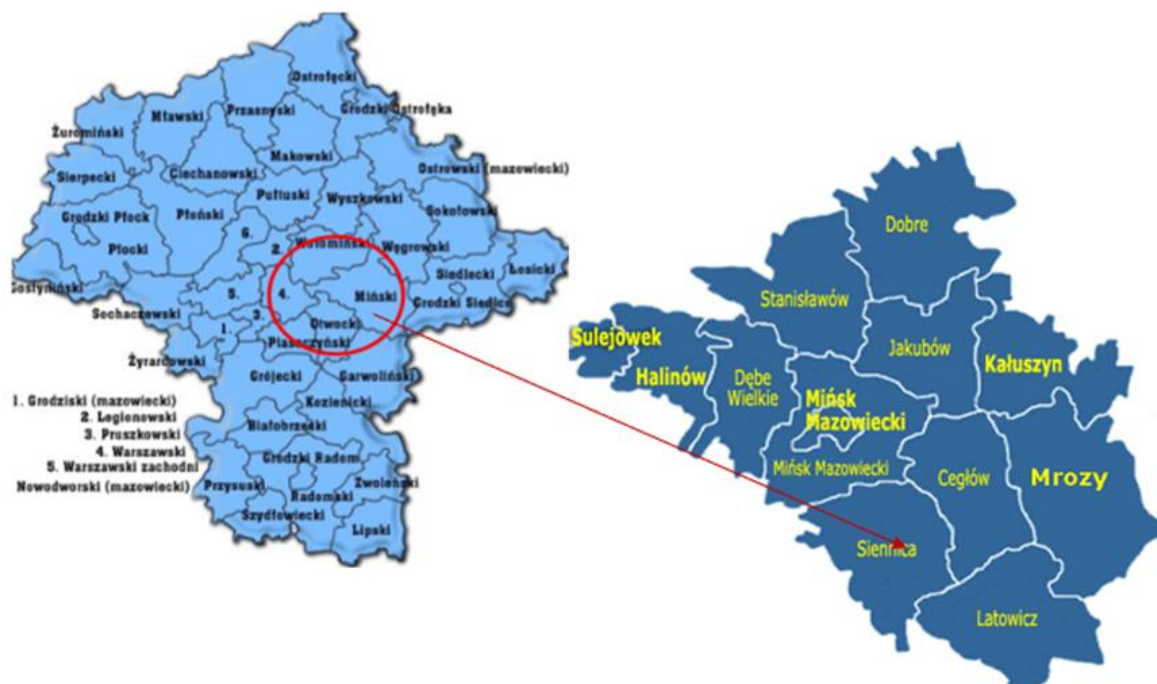 Ostrołęcki
Przasnyski
Grodzki Ostrołęka
Mławski
Żuromiński
Makowski
Ostrowski (mazowiecki)
Ciechanowski
Sierpecki
Pułtuski
Wyszkowski
Sokołowski
Grodzki Płock
Płoński
6.
2.
Wołomiński
Węgrowski
Płocki
Siedlecki
Łosicki
Gostyniński
5.
4.
Miński
Grodzki Siedlce
Sochaczewski
3.
1.
Otwocki
Piaseczyński
Żyrardowski
Grójecki
Garwoliński
1. Grodziski (mazowiecki)
Kozienicki
2. Legionowski
Białobrzeski
3. Pruszkowski
4. Warszawski
Grodzki Radom
5. Warszawski zachodni
Zwoleński
Nowodworski (mazowiecki)
Przysuski
Radomski
Szydłowiecki
Lipski
Dobre
Stanisławów
Sulejówek
Jakubów
Kałuszyn
Halinów
Dębe
Wielkie
Mińsk
Mazowiecki
Mińsk Mazowiecki
Cegłów
Mrozy
Siennica
Latowicz